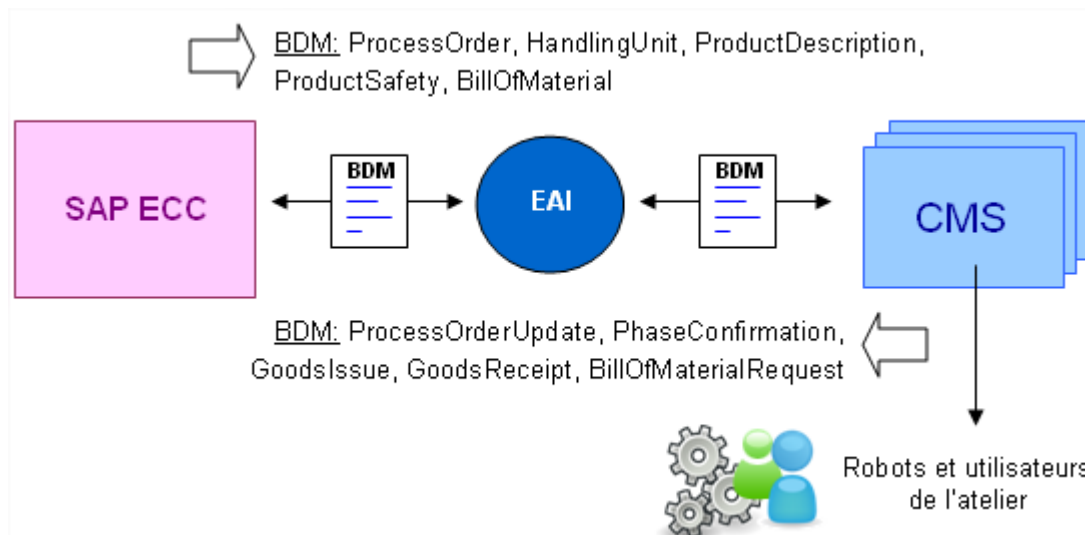 BDM: ProcessOrder, HandlingUnit, ProductDescription,
ProductSafety, BillOfMaterial
SAP ECC
BDM
EAI
BDM
CMS
BDM: ProcessOrderUpdate, PhaseConfirmation,
GoodsIssue, GoodsReceipt, BillOfMaterialRequest
Robots et utilisateurs
de l'atelier